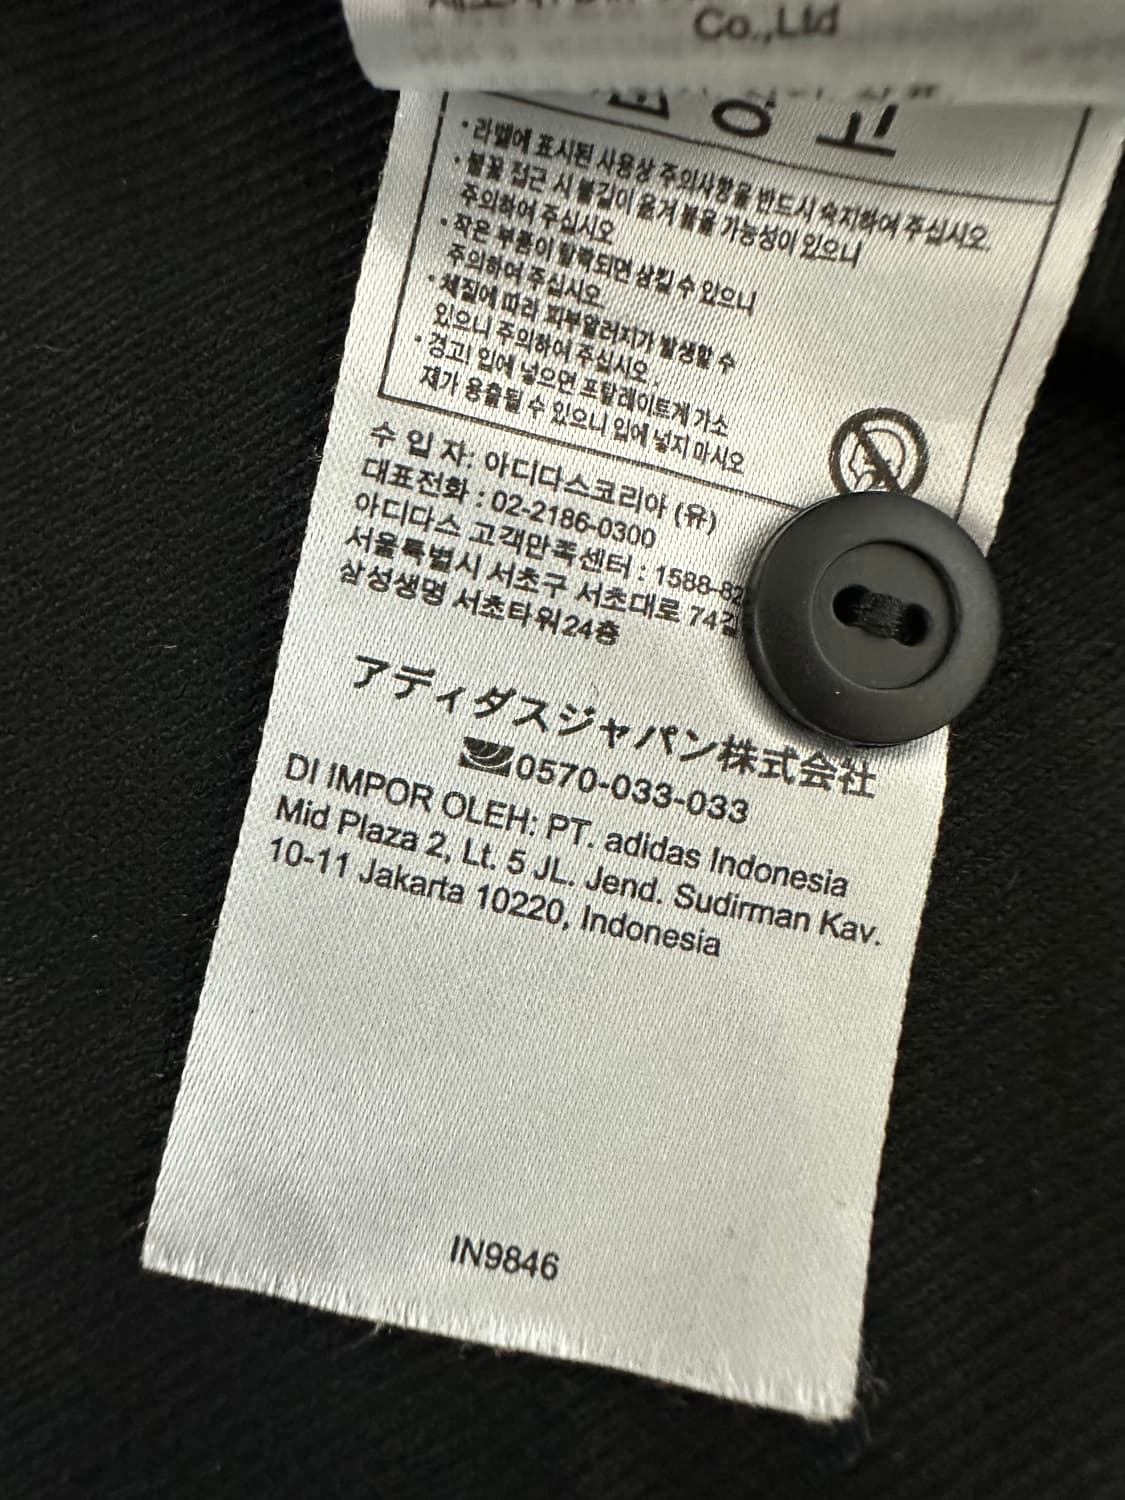 Co.,Ltd
· 라벨에 표시된 사용상 주의사항을 반드시 숙지하여 주십시오.
· 불꽃 접근 시 불길이 옮겨 붙을 가능성이 있으니
주의하여 주십시오
· 작은 부품이 탈락되면 삼킬 수 있으니
주의하여 주십시오.
· 체질에 따라 피부알러지가 발생할 수
있으니 주의하여 주십시오.
· 경고! 입에 넣으면 프탈레이트계 가소
제가 용출될 수 있으니 입에 넣지 마시오
수 입 자: 아디다스코리아 (유)
대표전화 : 02-2186-0300
아디다스 고객만족센터 : 1588-82
서울특별시 서초구 서초대로 74길
삼성생명 서초타워24층
アディダスジャパン株式会社
0570-033-033
DI IMPOR OLEH: PT. adidas Indonesia
Mid Plaza 2, Lt. 5 JL. Jend. Sudirman Kav.
10-11 Jakarta 10220, Indonesia
IN9846